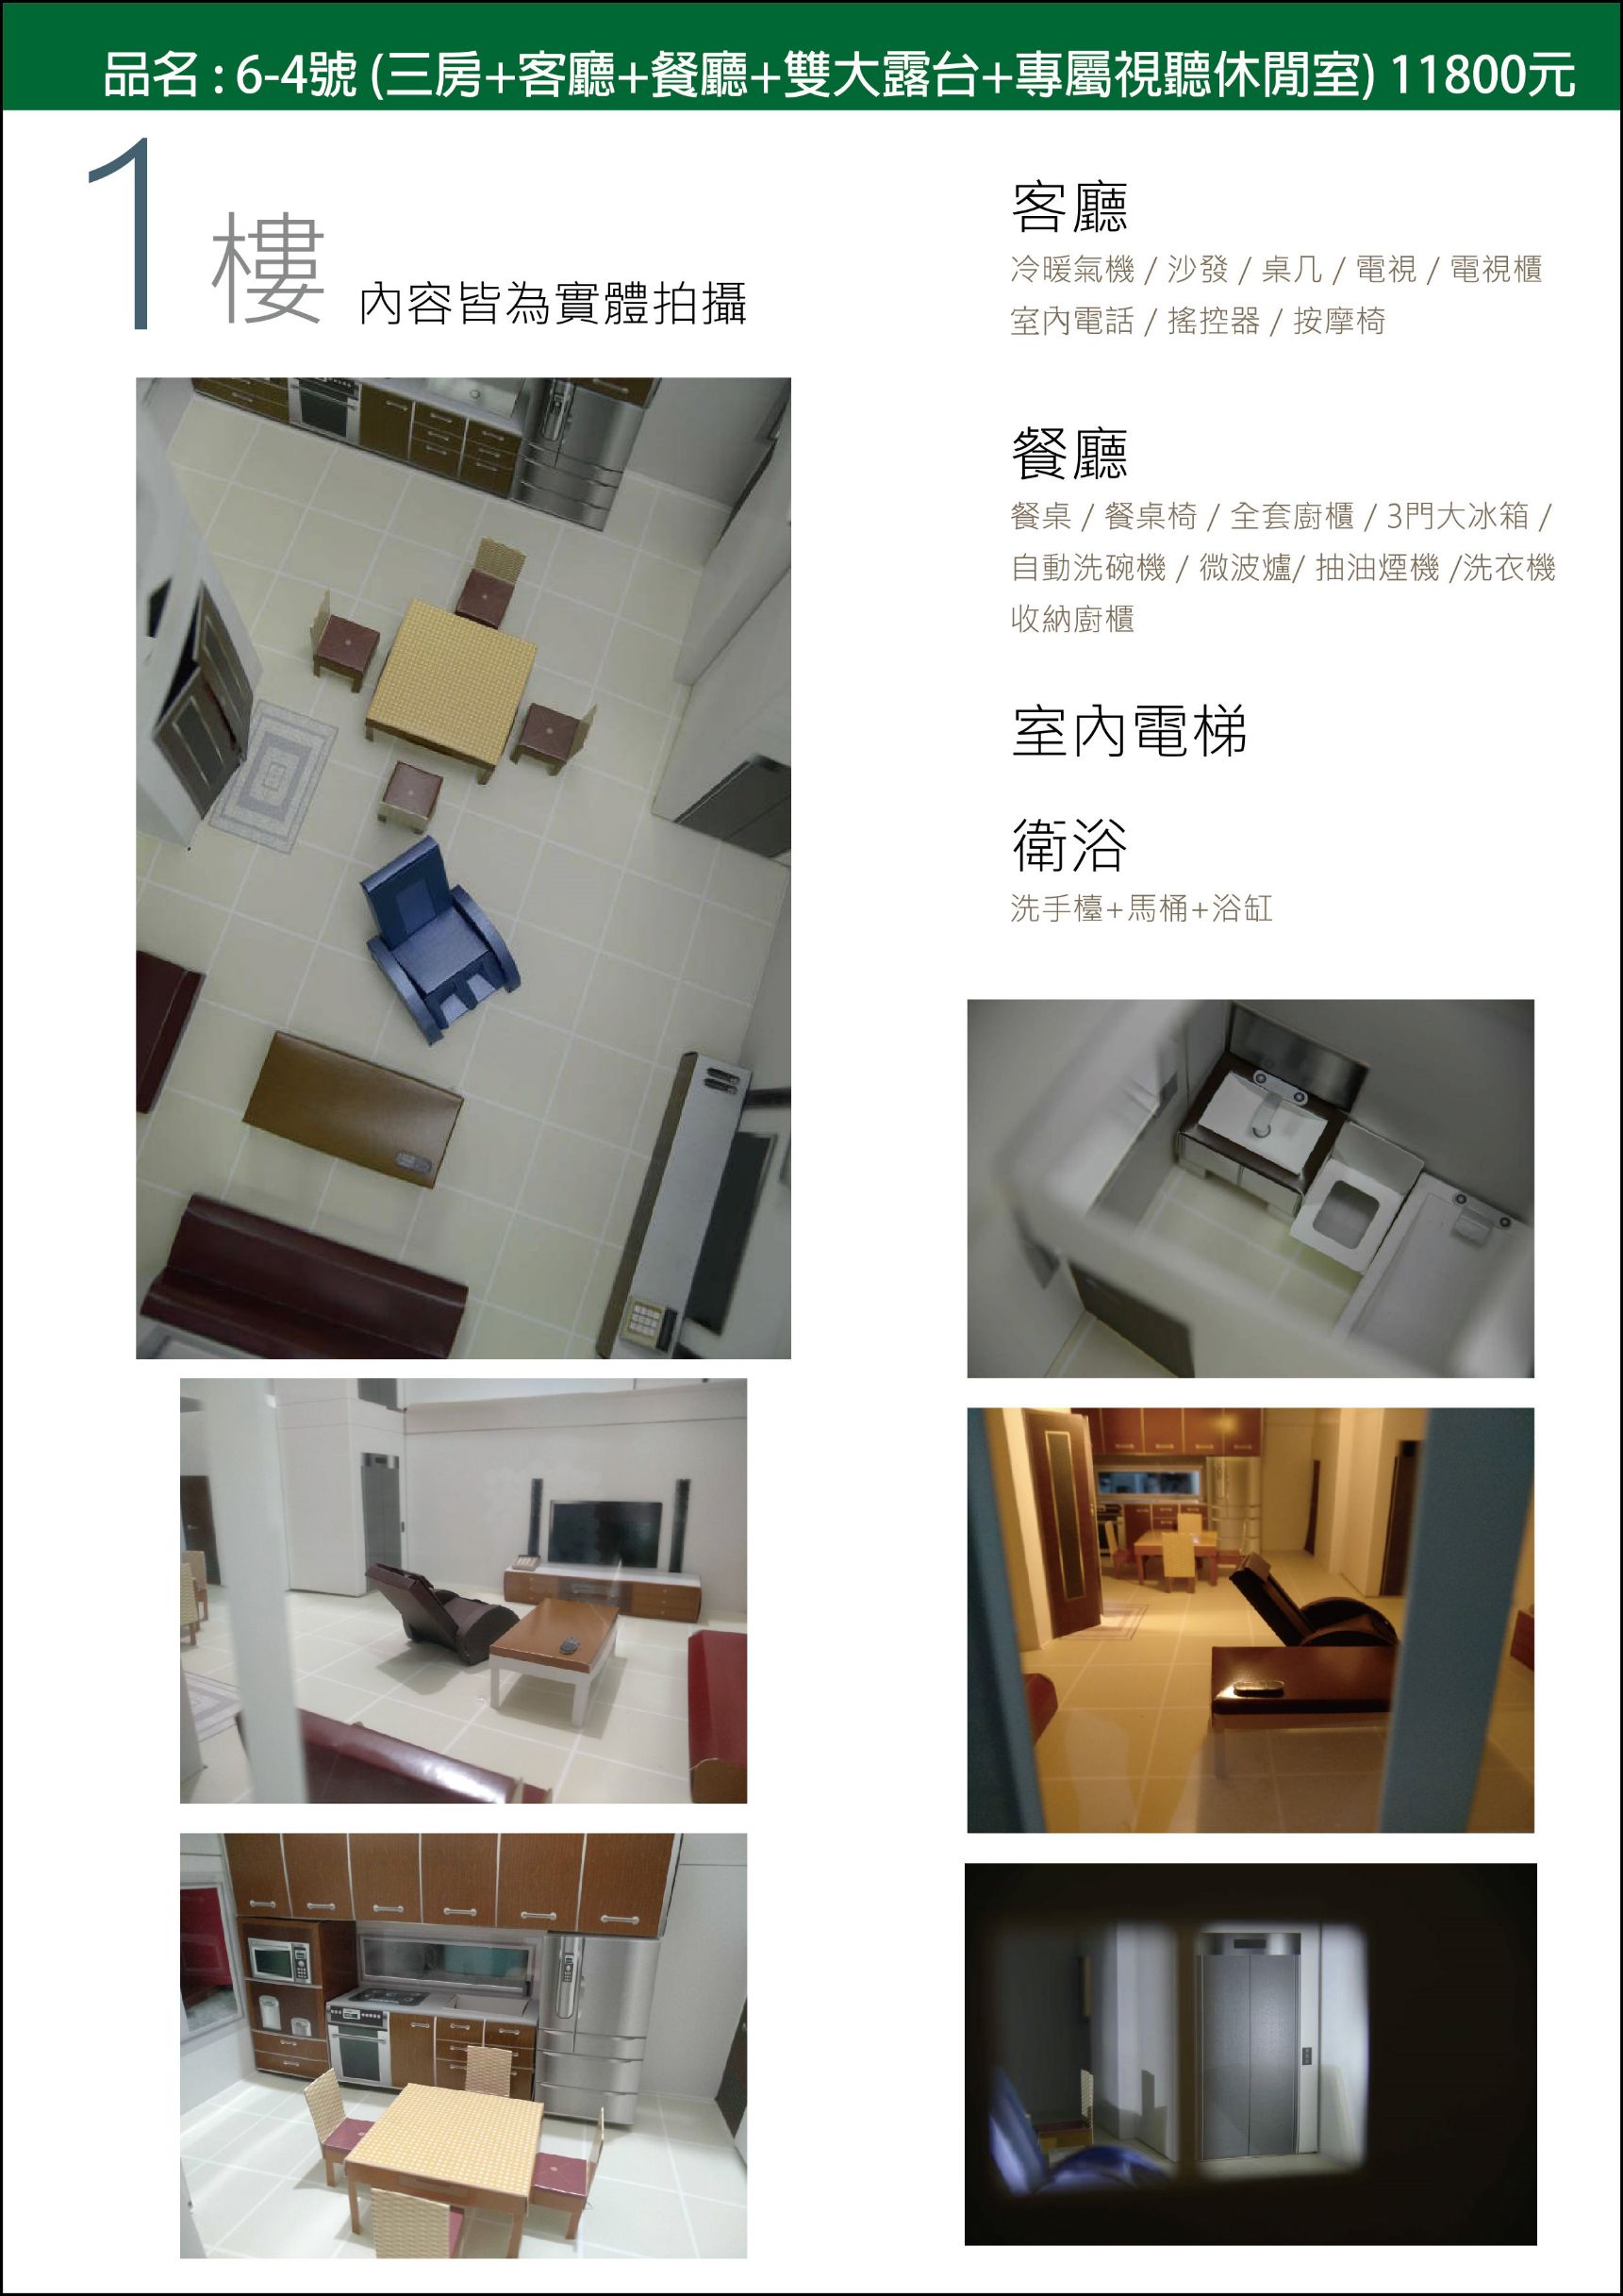 品名 : 6-4號 (三房+客廳+餐廳+雙大露台+專屬視聽休閒室) 11800元
1樓
內容皆為實體拍攝
客廳
冷暖氣機 / 沙發 / 桌几 / 電視 / 電視櫃
室內電話 / 搖控器 / 按摩椅
餐廳
餐桌 / 餐桌椅 / 全套廚櫃 / 3門大冰箱 /
自動洗碗機 / 微波爐/ 抽油煙機 /洗衣機
收納廚櫃
室內電梯
衛浴
洗手檯+馬桶+浴缸